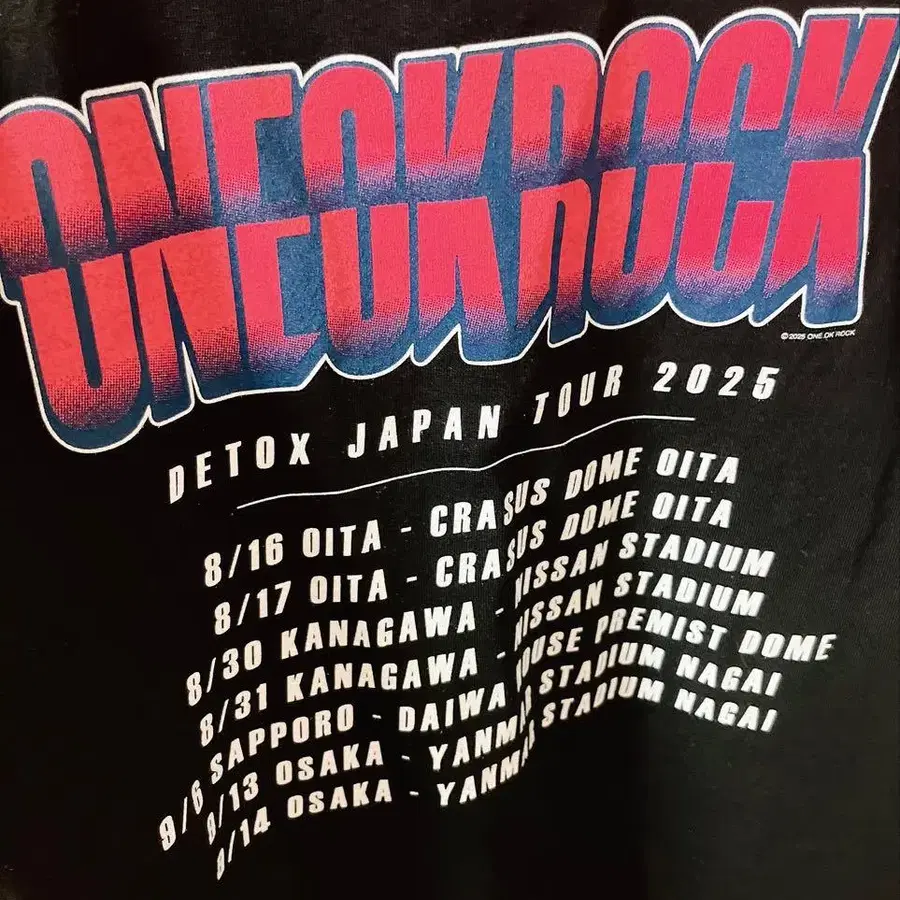 ONEOKROCK
ONEOKROCK
©2025 ONE OK ROCK
DETOX JAPAN TOUR 2025
8/16 OITA - CRASUS DOME OITA
8/17 OITA - CRASUS DOME OITA
8/30 KANAGAWA - NISSAN STADIUM
8/31 KANAGAWA - NISSAN STADIUM
9/6 SAPPORO - DAIWA HOUSE PREMIST DOME
9/13 OSAKA - YANMAR STADIUM NAGAI
9/14 OSAKA - YANMAR STADIUM NAGAI